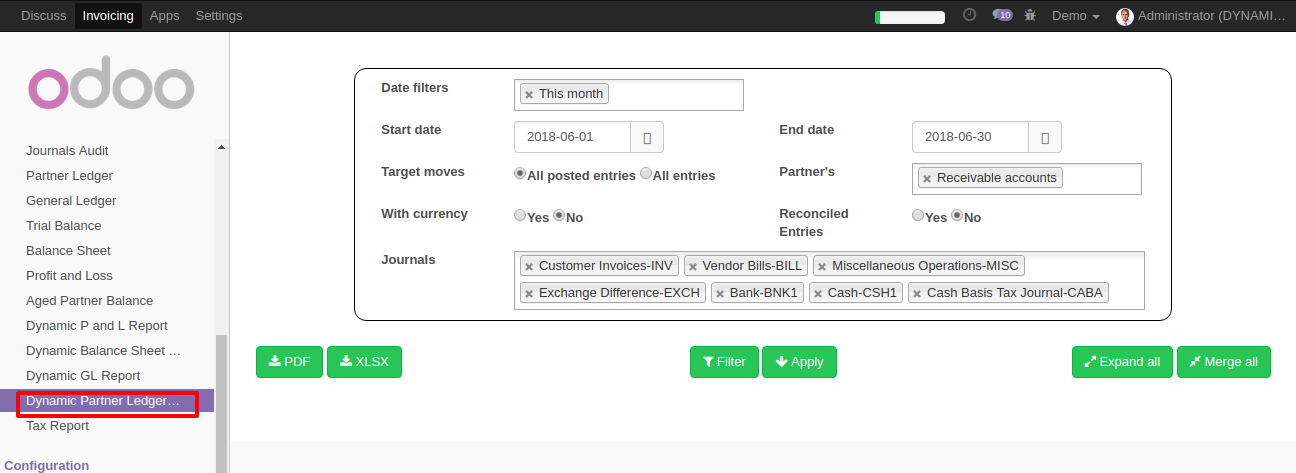 Discuss Invoicing Apps Settings 10 Demo Administrator (DYNAMI...
odoo
Journals Audit
Partner Ledger
General Ledger
Trial Balance
Balance Sheet
Profit and Loss
Aged Partner Balance
Dynamic P and L Report
Dynamic Balance Sheet ...
Dynamic GL Report
Dynamic Partner Ledger...
Tax Report
Configuration
Date filters This month
Start date 2018-06-01 End date 2018-06-30
Target moves All posted entries All entries Partner's Receivable accounts
With currency Yes No Reconciled Entries Yes No
Journals Customer Invoices-INV Vendor Bills-BILL Miscellaneous Operations-MISC
Exchange Difference-EXCH Bank-BNK1 Cash-CSH1 Cash Basis Tax Journal-CABA
PDF XLSX Filter Apply Expand all Merge all